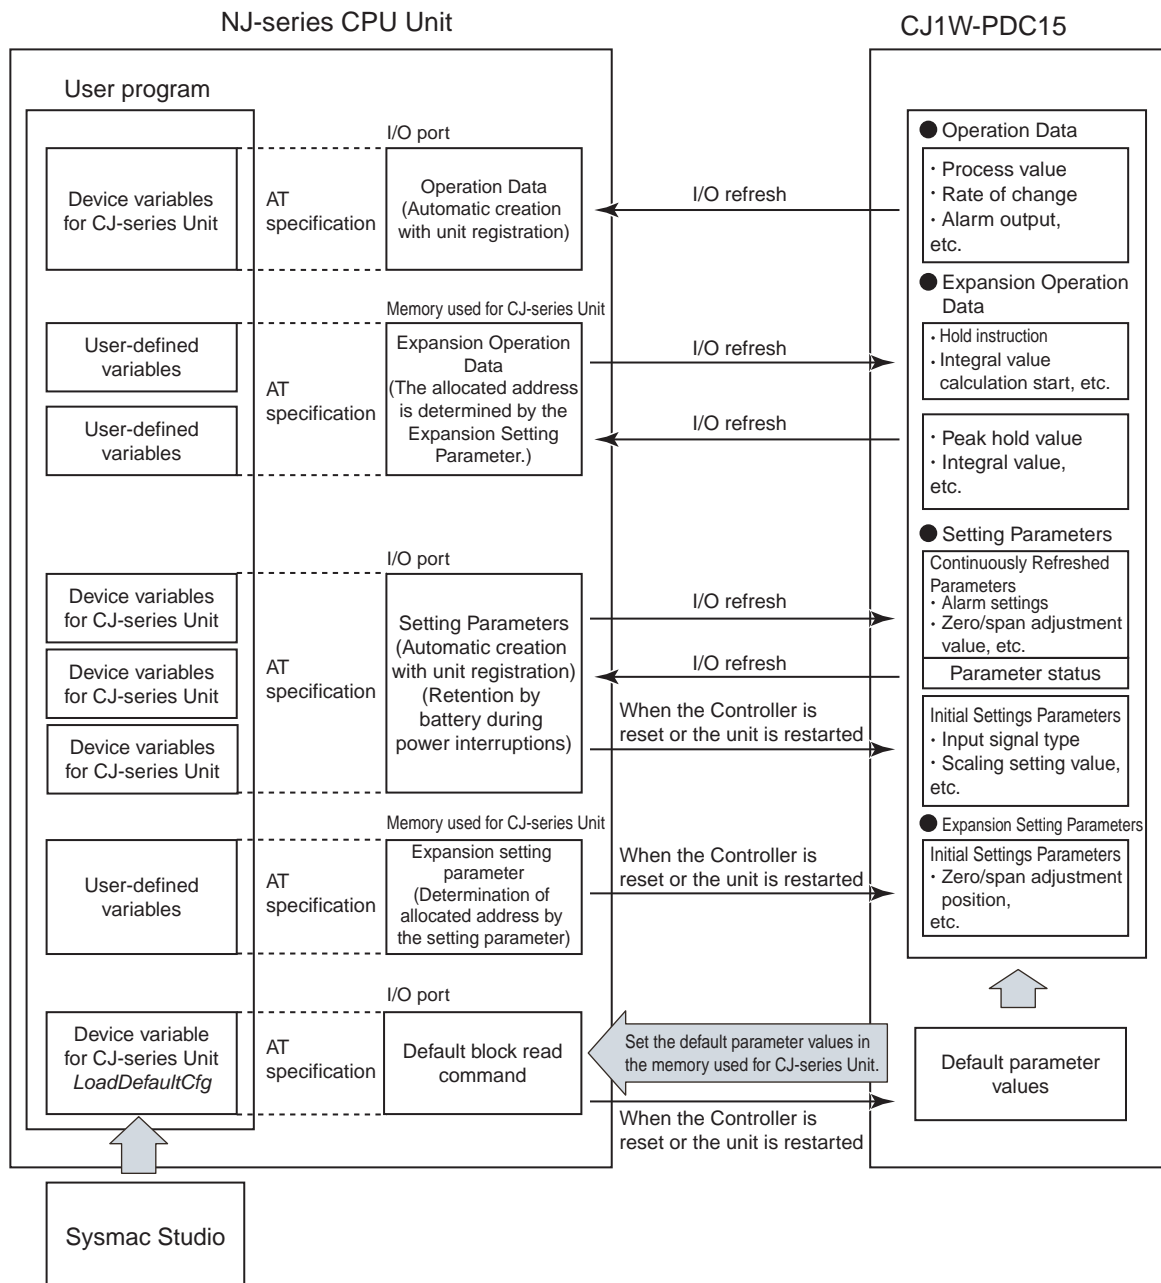 NJ-series CPU Unit
CJ1W-PDC15
User program
I/O port
Device variables
for CJ-series Unit
AT
specification
Operation Data
(Automatic creation
with unit registration)
I/O refresh
● Operation Data
・Process value
・Rate of change
・Alarm output,
etc.
Memory used for CJ-series Unit
User-defined
variables
User-defined
variables
AT
specification
Expansion Operation
Data
(The allocated address
is determined by the
Expansion Setting
Parameter.)
I/O refresh
I/O refresh
● Expansion Operation
Data
・Hold instruction
・Integral value
calculation start, etc.
・Peak hold value
・Integral value,
etc.
I/O port
Device variables
for CJ-series Unit
Device variables
for CJ-series Unit
Device variables
for CJ-series Unit
AT
specification
Setting Parameters
(Automatic creation
with unit registration)
(Retention by
battery during
power interruptions)
I/O refresh
I/O refresh
When the Controller is
reset or the unit is restarted
● Setting Parameters
Continuously Refreshed
Parameters
・Alarm settings
・Zero/span adjustment
value, etc.
Parameter status
Initial Settings Parameters
・Input signal type
・Scaling setting value,
etc.
Memory used for CJ-series Unit
User-defined
variables
AT
specification
Expansion setting
parameter
(Determination of
allocated address by
the setting parameter)
When the Controller is
reset or the unit is restarted
● Expansion Setting Parameters
Initial Settings Parameters
・Zero/span adjustment
position,
etc.
I/O port
Device variable
for CJ-series Unit
LoadDefaultCfg
AT
specification
Default block read
command
Set the default parameter values in
the memory used for CJ-series Unit.
When the Controller is
reset or the unit is restarted
Default parameter
values
Sysmac Studio